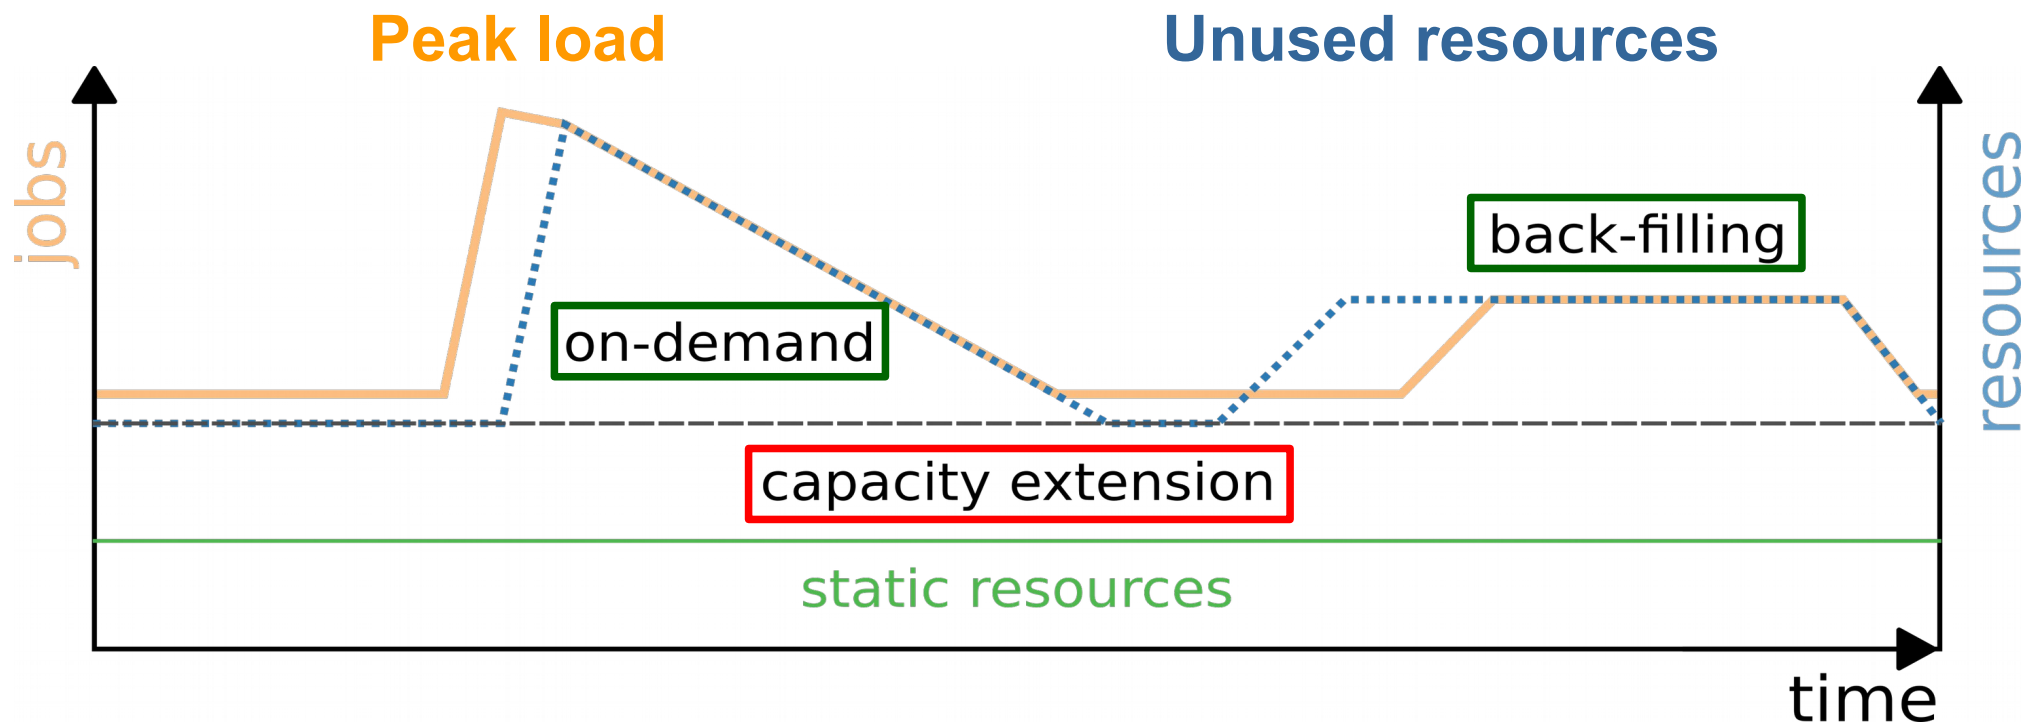 Peak load
Unused resources
jobs
resources
back-filling
on-demand
capacity extension
static resources
time